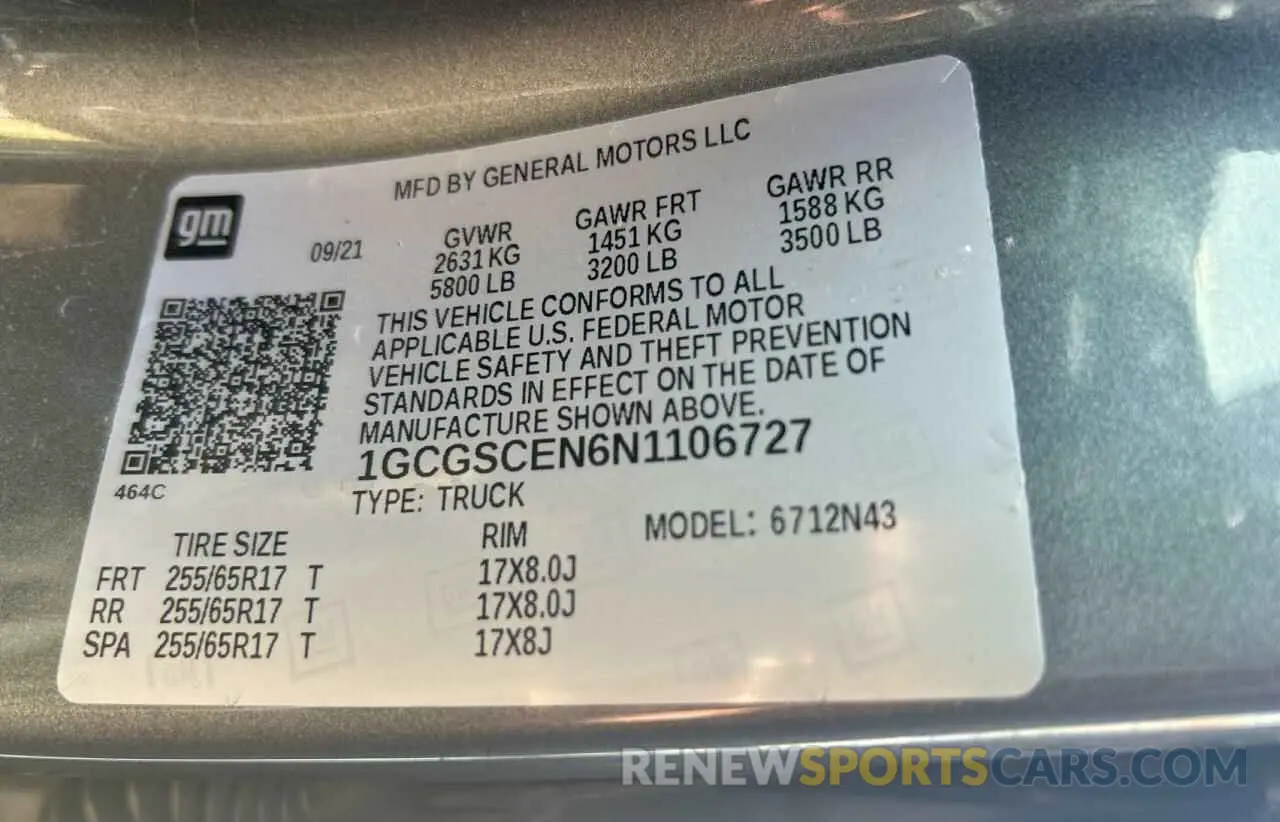 MFD BY GENERAL MOTORS LLC
gm
09/21
GVWR
2631 KG
5800 LB
GAWR FRT
1451 KG
3200 LB
GAWR RR
1588 KG
3500 LB
THIS VEHICLE CONFORMS TO ALL
APPLICABLE U.S. FEDERAL MOTOR
VEHICLE SAFETY AND THEFT PREVENTION
STANDARDS IN EFFECT ON THE DATE OF
MANUFACTURE SHOWN ABOVE.
1GCGSCEN6N1106727
464C
TYPE: TRUCK
MODEL: 6712N43
TIRE SIZE RIM
FRT 255/65R17 T 17X8.0J
RR 255/65R17 T 17X8.0J
SPA 255/65R17 T 17X8J
RENEWSPORTSCARS.COM